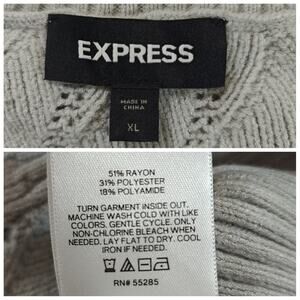 EXPRESS
MADE IN
CHINA
XL
51% RAYON
31% POLYESTER
18% POLYAMIDE
TURN GARMENT INSIDE OUT.
MACHINE WASH COLD WITH LIKE
COLORS. GENTLE CYCLE. ONLY
NON-CHLORINE BLEACH WHEN
NEEDED. LAY FLAT TO DRY. COOL
IRON IF NEEDED.
RN# 55285